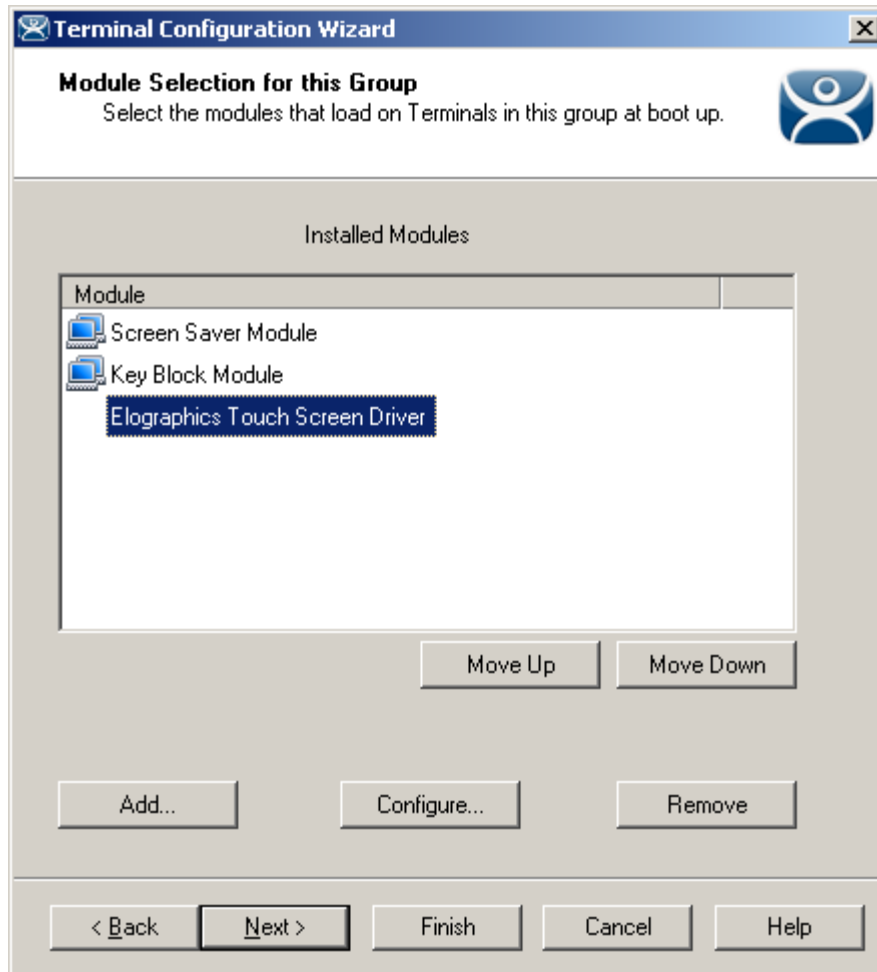 Terminal Configuration Wizard
Module Selection for this Group
Select the modules that load on Terminals in this group at boot up.
Installed Modules
Module
Screen Saver Module
Key Block Module
Elographics Touch Screen Driver
Move Up Move Down
Add... Configure... Remove
< Back Next > Finish Cancel Help